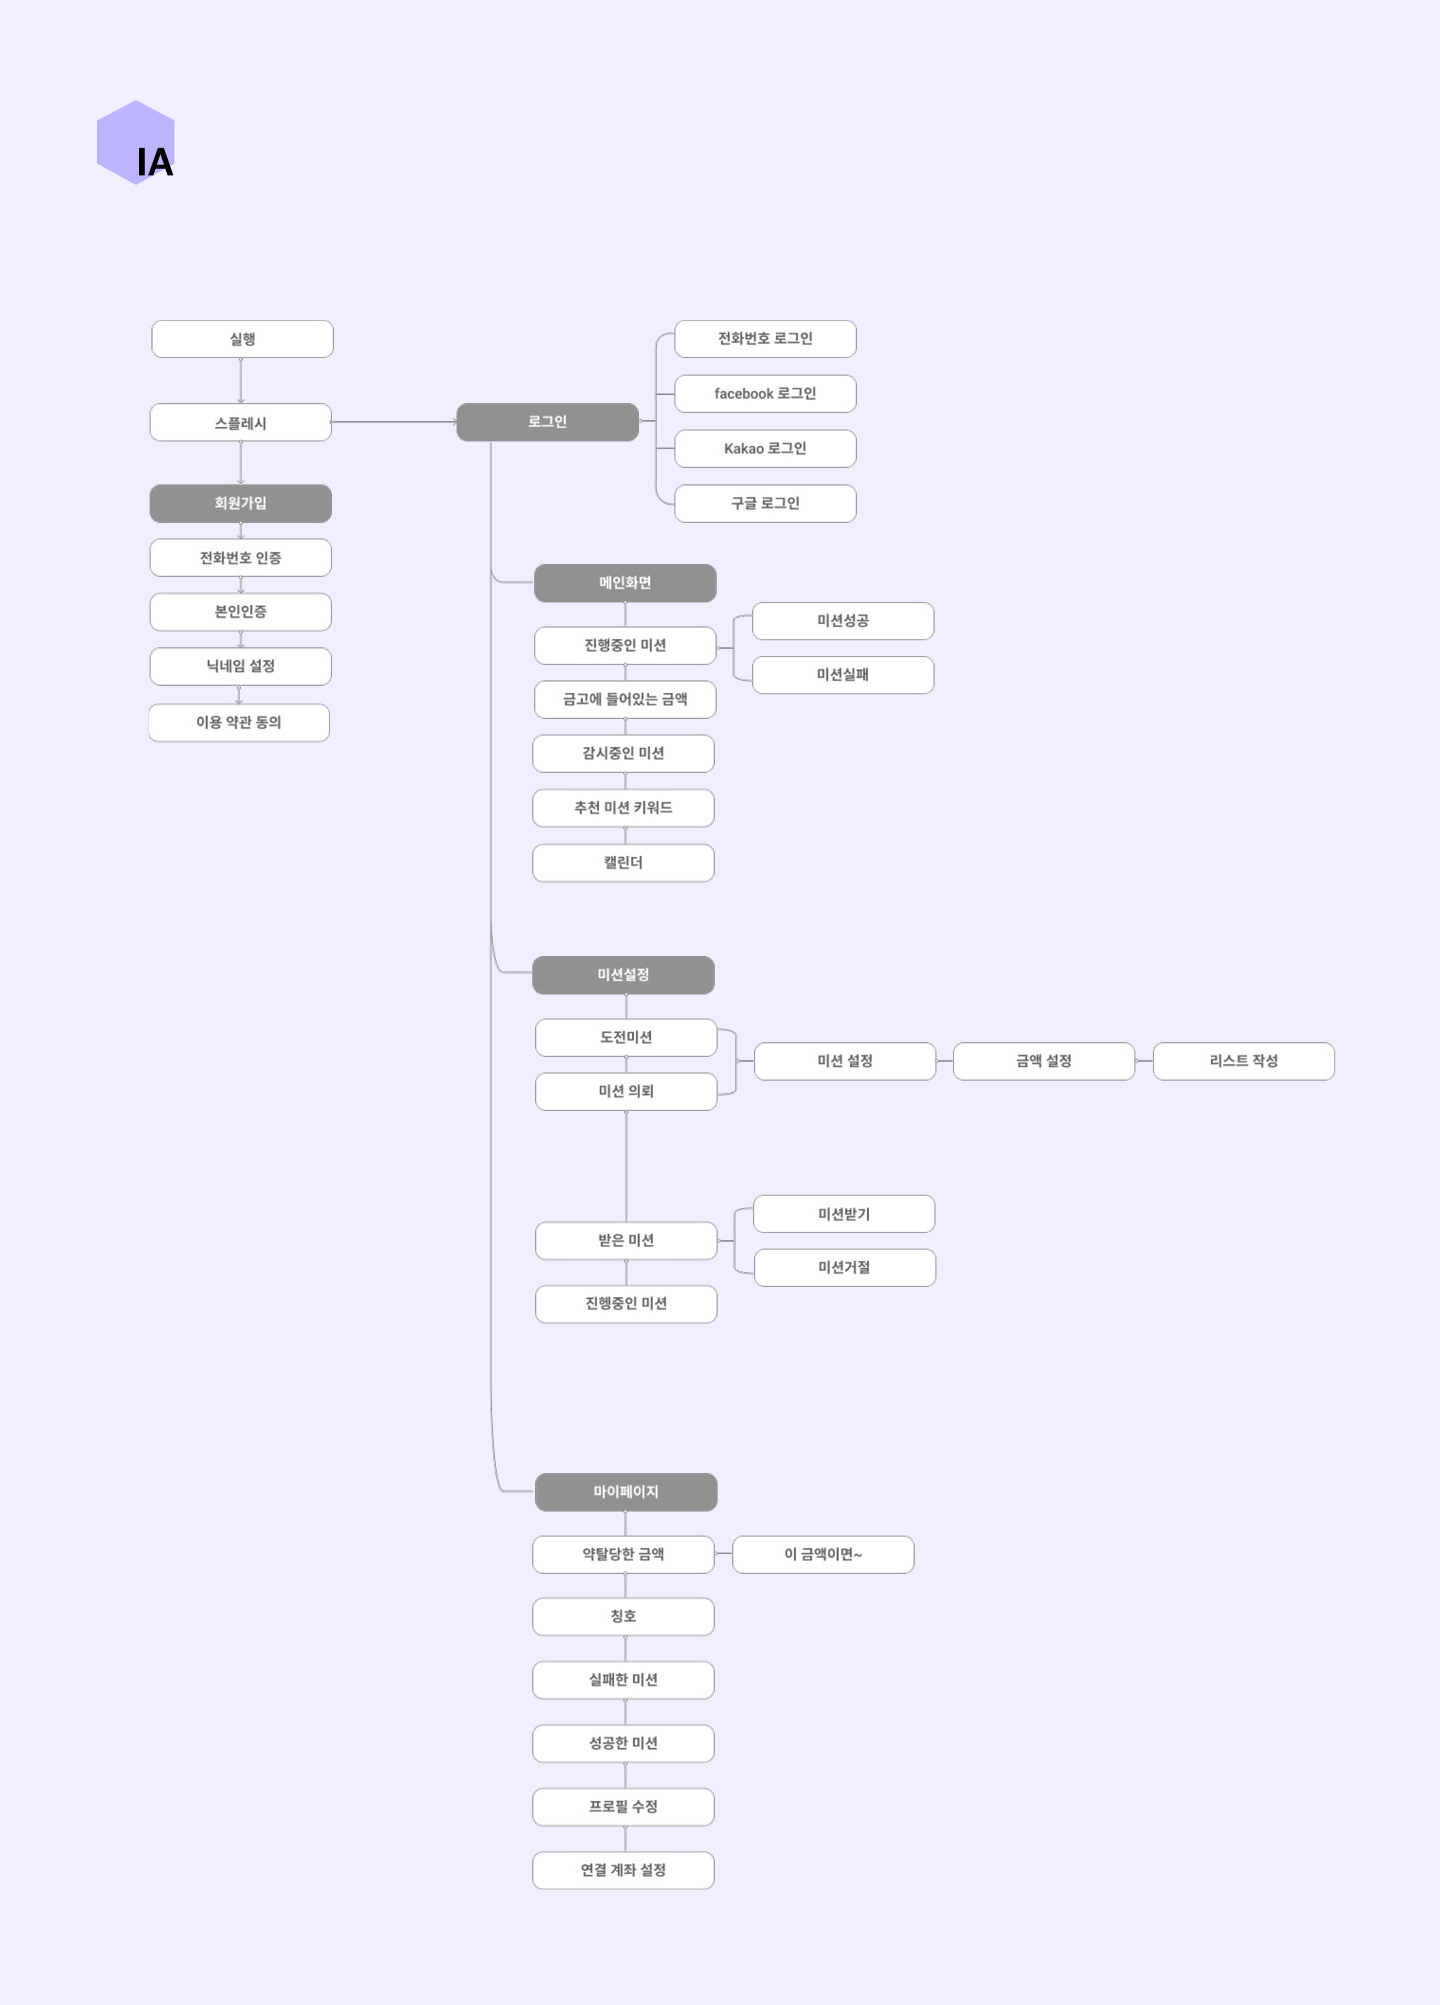 IA
실행
스플레시
회원가입
전화번호 인증
본인인증
닉네임 설정
이용 약관 동의
로그인
전화번호 로그인
facebook 로그인
Kakao 로그인
구글 로그인
메인화면
진행중인 미션
미션성공
미션실패
금고에 들어있는 금액
감시중인 미션
추천 미션 키워드
캘린더
미션설정
도전미션
미션 의뢰
미션 설정
금액 설정
리스트 작성
받은 미션
미션받기
미션거절
진헹중인 미션
마이페이지
약탈당한 금액
이 금액이면~
칭호
실패한 미션
성공한 미션
프로필 수정
연결 계좌 설정